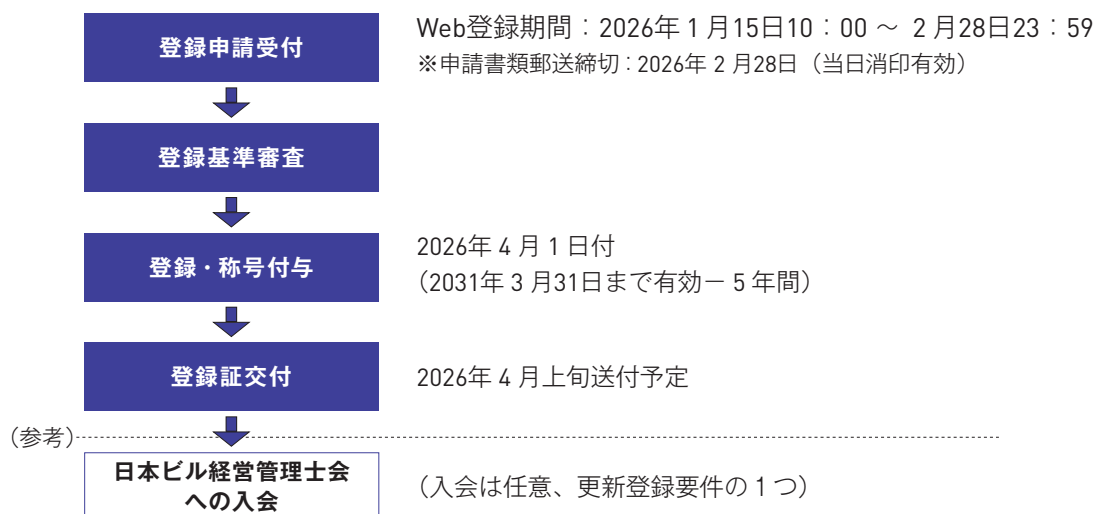 登録申請受付
Web登録期間：2026年1月15日10：00 ～ 2月28日23：59
※申請書類郵送締切：2026年2月28日（当日消印有効）
登録基準審査
登録・称号付与
2026年4月1日付
（2031年3月31日まで有効－5年間）
登録証交付
2026年4月上旬送付予定
（参考）
日本ビル経営管理士会
への入会
（入会は任意、更新登録要件の1つ）